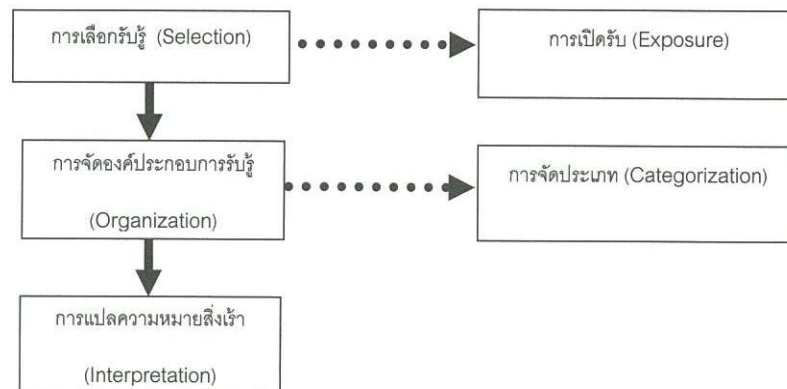 การเลือกรับรู้ (Selection)
การเปิดรับ (Exposure)
การจัดองค์ประกอบการรับรู้
(Organization)
การจัดประเภท (Categorization)
การแปลความหมายสิ่งเร้า
(Interpretation)